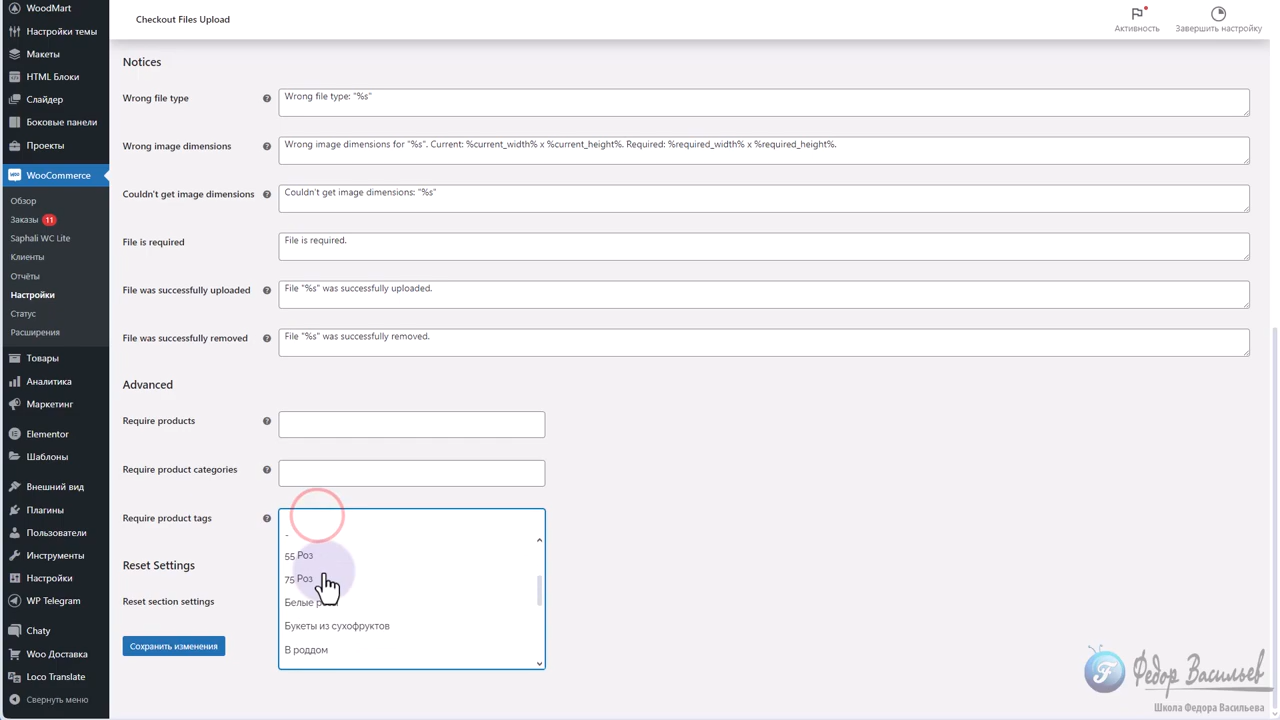 WoodMart
Настройки темы
Макеты
HTML Блоки
Слайдер
Боковые панели
Проекты
WooCommerce
Обзор
Заказы 11
Saphali WC Lite
Клиенты
Отчёты
Настройки
Статус
Расширения
Товары
Аналитика
Маркетинг
Elementor
Шаблоны
Внешний вид
Плагины
Пользователи
Инструменты
Настройки
WP Telegram
Chaty
Woo Доставка
Loco Translate
Свернуть меню
Checkout Files Upload
Активность
Завершить настройку
Notices
Wrong file type
Wrong file type: "%s"
Wrong image dimensions
Wrong image dimensions for "%s". Current: %current_width% x %current_height%. Required: %required_width% x %required_height%.
Couldn't get image dimensions
Couldn't get image dimensions: "%s"
File is required
File is required.
File was successfully uploaded
File "%s" was successfully uploaded.
File was successfully removed
File "%s" was successfully removed.
Advanced
Require products
Require product categories
Require product tags
-
55 Роз
75 Роз
Белые
Букеты из сухофруктов
В роддом
Reset Settings
Reset section settings
Сохранить изменения
Федор Васильев
Школа Федора Васильева